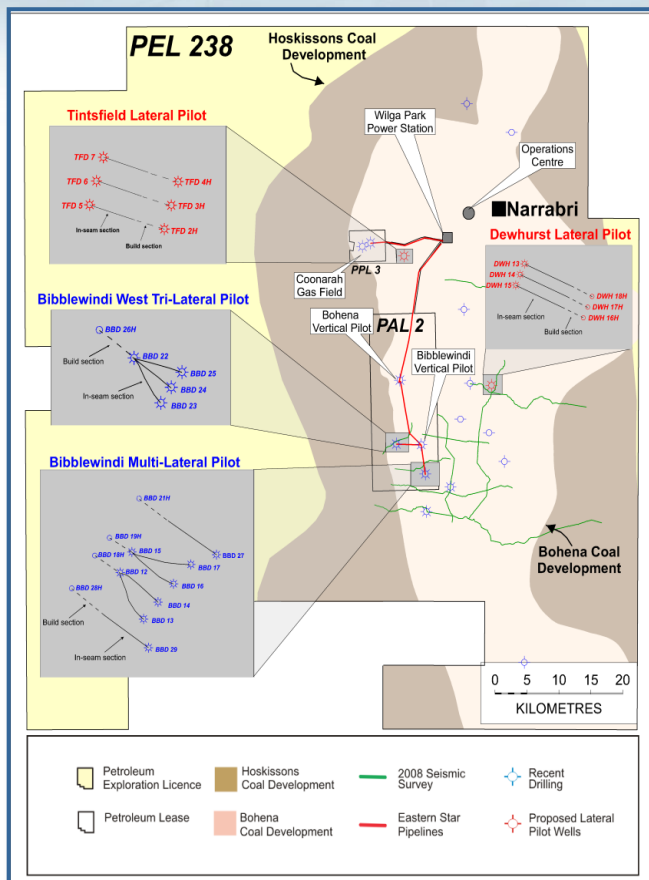 PEL 238
Hoskissons Coal
Development
Tintsfield Lateral Pilot
TFD 7
TFD 6
TFD 5
TFD 4H
TFD 3H
TFD 2H
In-seam
section
Build
section
Wilga Park
Power Station
Operations
Centre
Narrabri
Dewhurst Lateral Pilot
DWH 13
DWH 14
DWH 15
DWH 18H
DWH 17H
DWH 16H
In-seam
section
Build
section
PPL 3
Coonarah
Gas Field
Bibblewindi West Tri-Lateral Pilot
BBD 26H
BBD 22
BBD 25
BBD 24
BBD 23
Build
section
In-seam
section
Bohena
Vertical Pilot
PAL 2
Bibblewindi
Vertical Pilot
Bibblewindi Multi-Lateral Pilot
BBD 21H
BBD 19H
BBD 15
BBD 18H
BBD 12
BBD 27
BBD 17
BBD 16
BBD 28H
BBD 14
BBD 13
BBD 29
Build
section
In-seam
section
Bohena Coal
Development
0 5 10 15 20
KILOMETRES
Petroleum
Exploration Licence
Hoskissons
Coal Development
2008 Seismic
Survey
Recent
Drilling
Petroleum Lease
Bohena
Coal Development
Eastern Star
Pipelines
Proposed Lateral
Pilot Wells